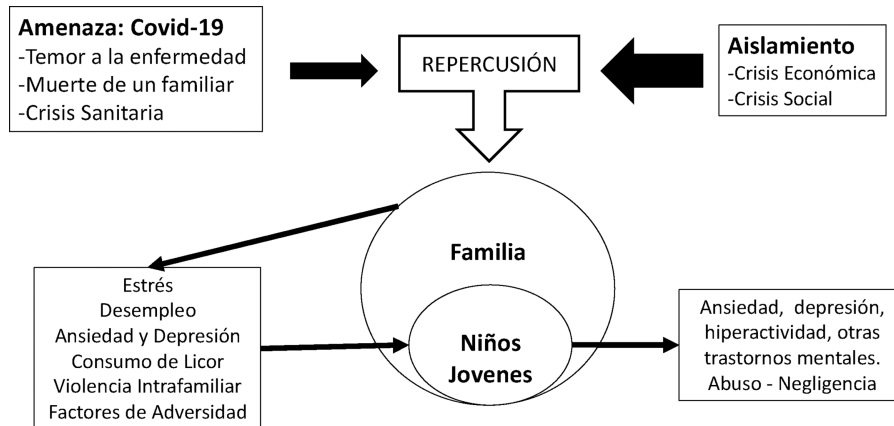 Amenaza: Covid-19
-Temor a la enfermedad
-Muerte de un familiar
-Crisis Sanitaria
REPERCUSIÓN
Aislamiento
-Crisis Económica
-Crisis Social
Familia
Estrés
Desempleo
Ansiedad y Depresión
Consumo de Licor
Violencia Intrafamiliar
Factores de Adversidad
Niños
Jovenes
Ansiedad, depresión,
hiperactividad, otras
trastornos mentales.
Abuso - Negligencia